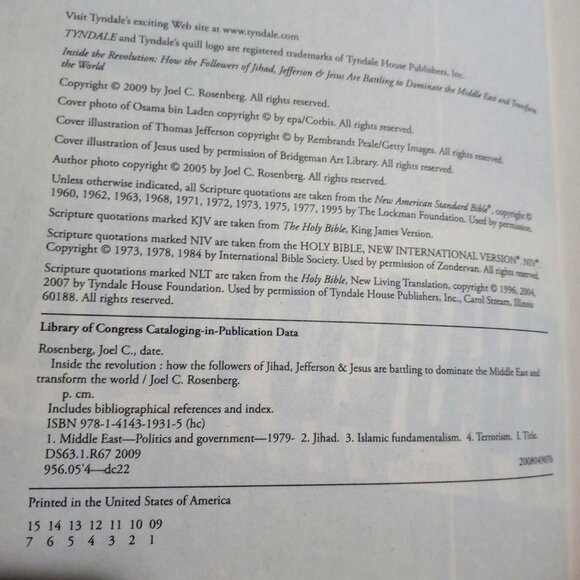 Visit Tyndale's exciting Web site at www.tyndale.com
TYNDALE and Tyndale's quill logo are registered trademarks of Tyndale House Publishers, Inc.
Inside the Revolution: How the Followers of Jihad, Jefferson & Jesus Are Battling to Dominate the Middle East and Transform
the World
Copyright © 2009 by Joel C. Rosenberg. All rights reserved.
Cover photo of Osama bin Laden copyright © by epa/Corbis. All rights reserved.
Cover illustration of Thomas Jefferson copyright © by Rembrandt Peale/Getty Images. All rights reserved.
Cover illustration of Jesus used by permission of Bridgeman Art Library. All rights reserved.
Author photo copyright © 2005 by Joel C. Rosenberg. All rights reserved.
Unless otherwise indicated, all Scripture quotations are taken from the New American Standard Bible®, copyright ©
1960, 1962, 1963, 1968, 1971, 1972, 1973, 1975, 1977, 1995 by The Lockman Foundation. Used by permission.
Scripture quotations marked KJV are taken from The Holy Bible, King James Version.
Scripture quotations marked NIV are taken from the HOLY BIBLE, NEW INTERNATIONAL VERSION®. NIV®.
Copyright © 1973, 1978, 1984 by International Bible Society. Used by permission of Zondervan. All rights reserved.
Scripture quotations marked NLT are taken from the Holy Bible, New Living Translation, copyright © 1996, 2004,
2007 by Tyndale House Foundation. Used by permission of Tyndale House Publishers, Inc., Carol Stream, Illinois
60188. All rights reserved.
Library of Congress Cataloging-in-Publication Data
Rosenberg, Joel C., date.
Inside the revolution : how the followers of Jihad, Jefferson & Jesus are battling to dominate the Middle East and
transform the world / Joel C. Rosenberg.
p. cm.
Includes bibliographical references and index.
ISBN 978-1-4143-1931-5 (hc)
1. Middle East—Politics and government—1979- 2. Jihad. 3. Islamic fundamentalism. 4. Terrorism. I. Title.
DS63.1.R67 2009
956.05'4—dc22 2008049076
Printed in the United States of America
15 14 13 12 11 10 09
7 6 5 4 3 2 1